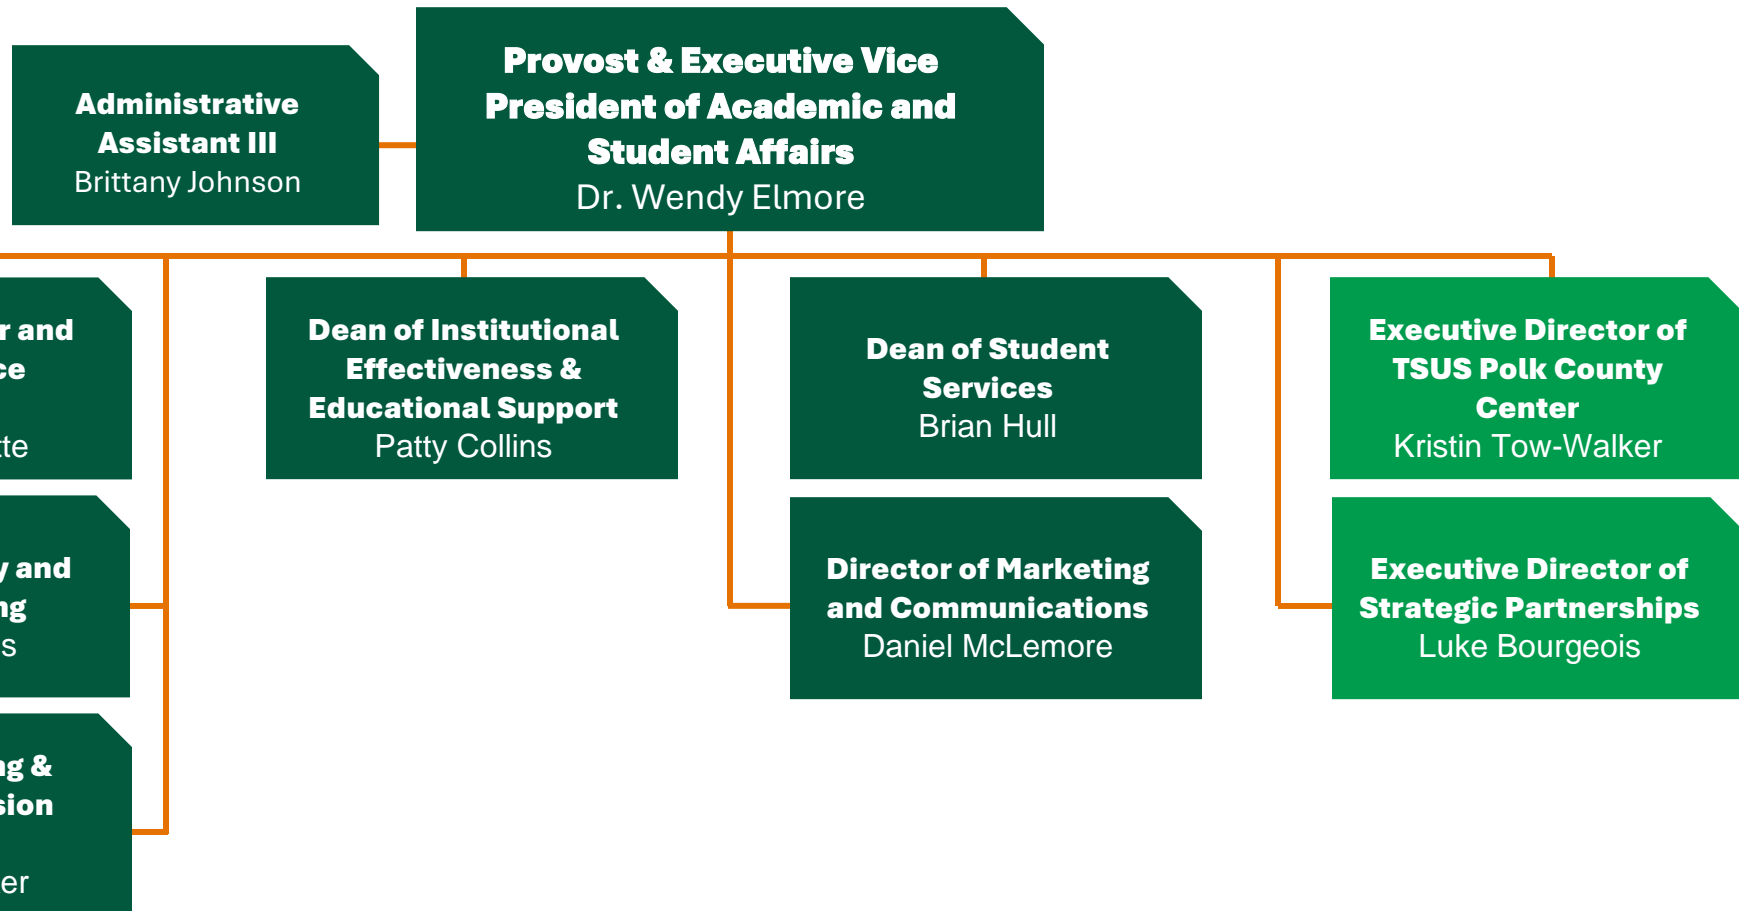 Administrative
Assistant III
Brittany Johnson
Provost & Executive Vice
President of Academic and
Student Affairs
Dr. Wendy Elmore
and
Dean of Institutional
Effectiveness &
Educational Support
Patty Collins
Dean of Student
Services
Brian Hull
Executive Director of
TSUS Polk County
Center
Kristin Tow-Walker
and
Director of Marketing
and Communications
Daniel McLemore
Executive Director of
Strategic Partnerships
Luke Bourgeois
&